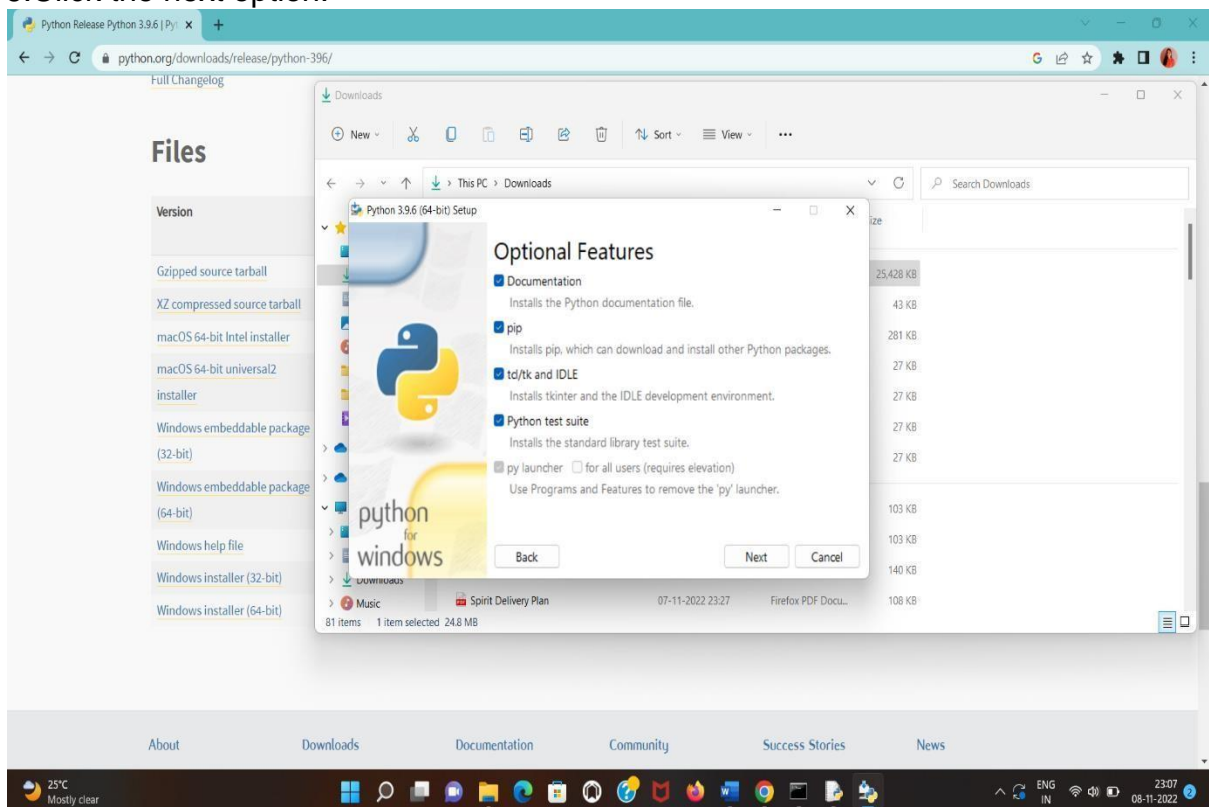 Python Release Python 3.9.6 | Pyt
python.org/downloads/release/python-396/
Full Changelog
Files
Version
Gzipped source tarball
XZ compressed source tarball
macOS 64-bit Intel installer
macOS 64-bit universal2
installer
Windows embeddable package
(32-bit)
Windows embeddable package
(64-bit)
Windows help file
Windows installer (32-bit)
Windows installer (64-bit)
Downloads
New
Sort
View
This PC > Downloads
Search Downloads
Python 3.9.6 (64-bit) Setup
Optional Features
Documentation
Installs the Python documentation file.
pip
Installs pip, which can download and install other Python packages.
td/tk and IDLE
Installs tkinter and the IDLE development environment.
Python test suite
Installs the standard library test suite.
py launcher for all users (requires elevation)
Use Programs and Features to remove the 'py' launcher.
python
for
windows
Back Next Cancel
ize
25,428 KB
43 KB
281 KB
27 KB
27 KB
27 KB
27 KB
103 KB
103 KB
140 KB
Downloads
Music Spirit Delivery Plan 07-11-2022 23:27 Firefox PDF Docu... 108 KB
81 items 1 item selected 24.8 MB
About Downloads Documentation Community Success Stories News
25°C
Mostly clear
ENG
IN
23:07
08-11-2022
2